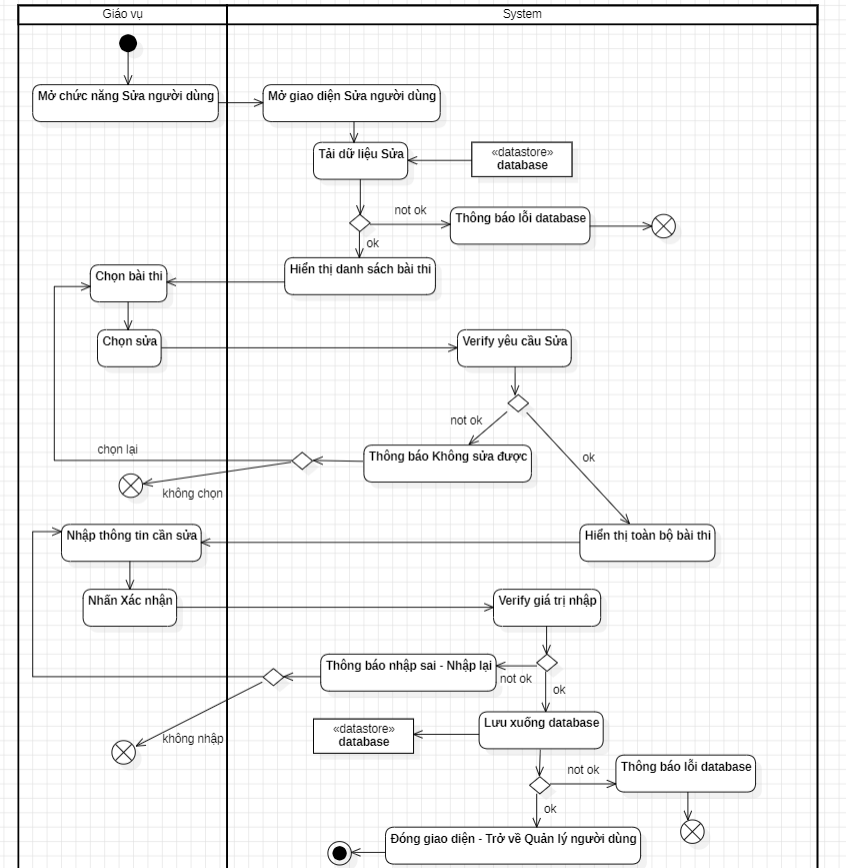 Giáo vụ
System
Mở chức năng Sửa người dùng
Mở giao diện Sửa người dùng
Tải dữ liệu Sửa
«datastore»
database
not ok
Thông báo lỗi database
ok
Hiển thị danh sách bài thi
Chọn bài thi
Chọn sửa
Verify yêu cầu Sửa
not ok
chọn lại
Thông báo Không sửa được
ok
không chọn
Nhập thông tin cần sửa
Hiển thị toàn bộ bài thi
Nhấn Xác nhận
Verify giá trị nhập
Thông báo nhập sai - Nhập lại
not ok
ok
Lưu xuống database
«datastore»
database
không nhập
not ok
Thông báo lỗi database
ok
Đóng giao diện - Trở về Quản lý người dùng